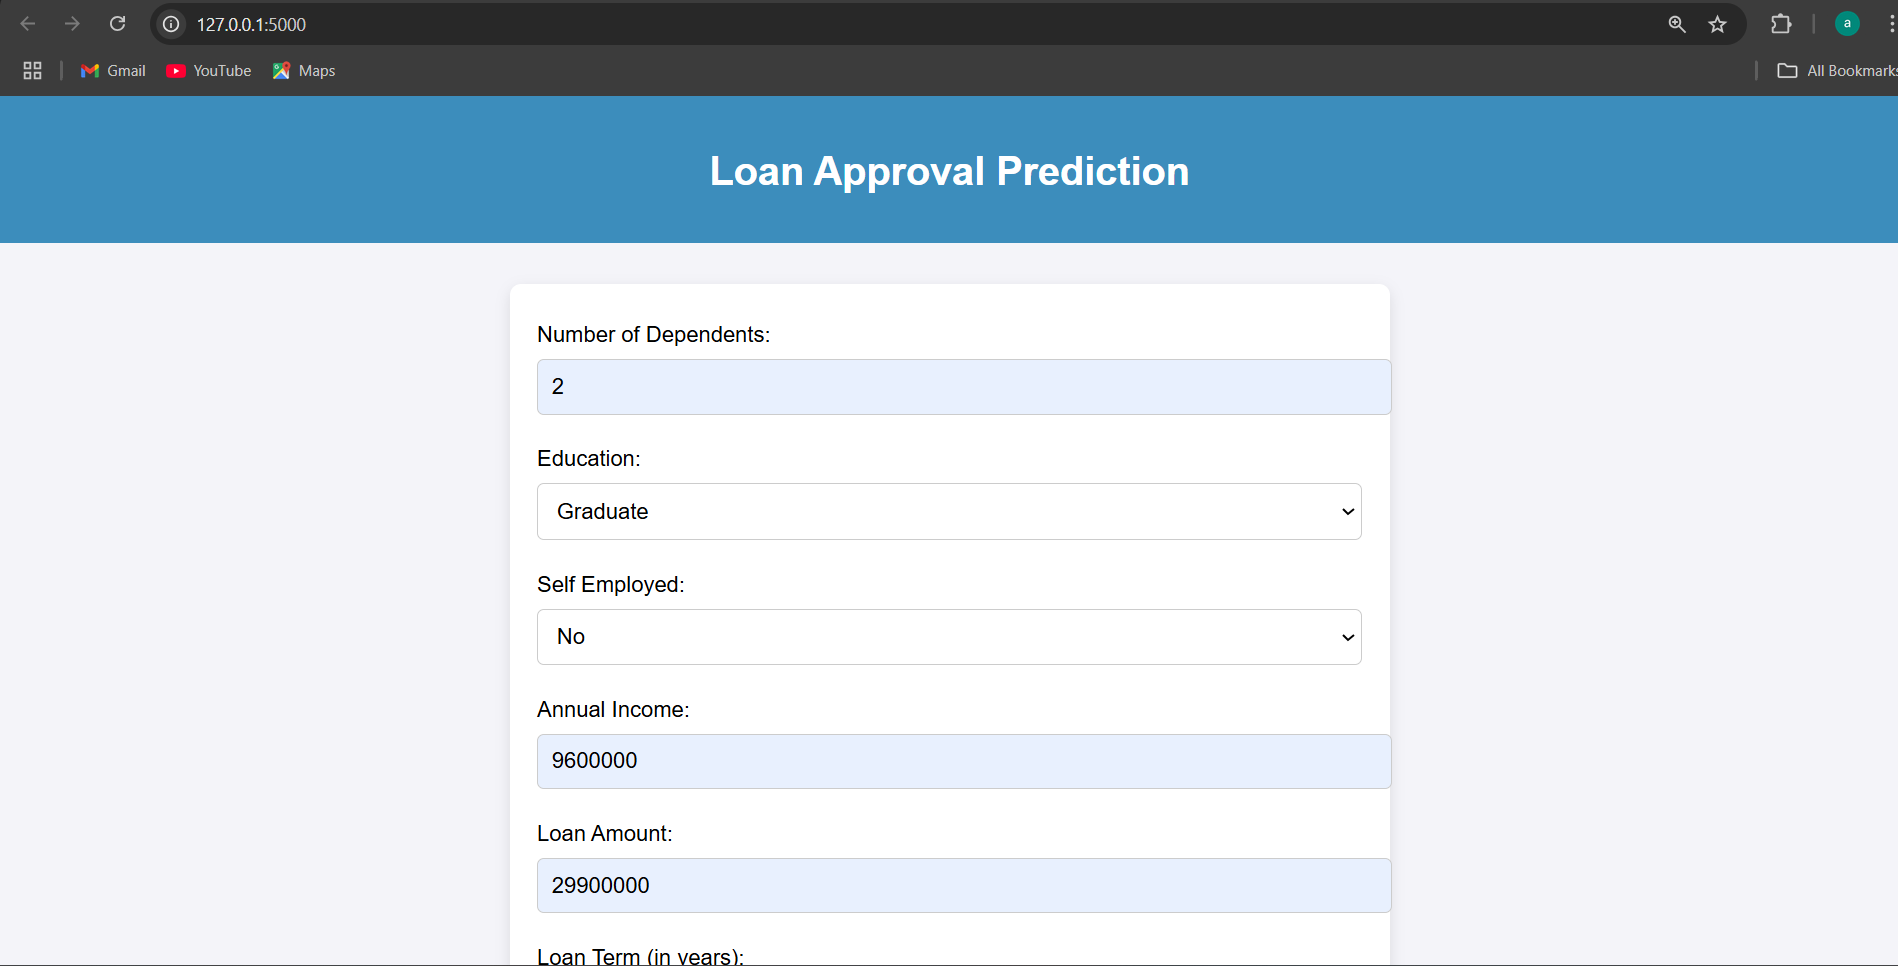 127.0.0.1:5000
a
Gmail
YouTube
Maps
All Bookmarks
Loan Approval Prediction
Number of Dependents:
2
Education:
Graduate
Self Employed:
No
Annual Income:
9600000
Loan Amount:
29900000
Loan Term (in years):